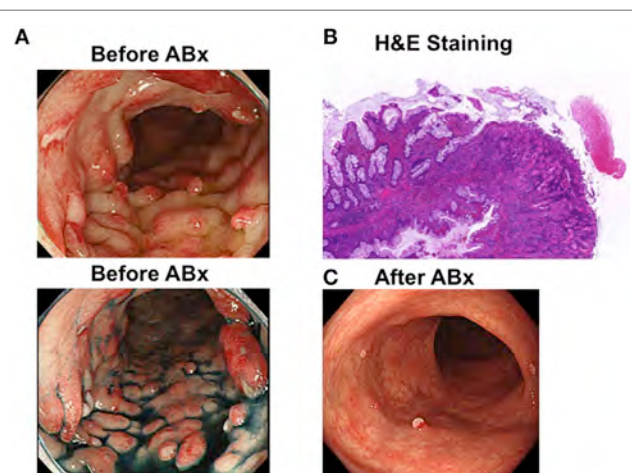 A
Before ABx
B
H&E Staining
Before ABx
C
After ABx